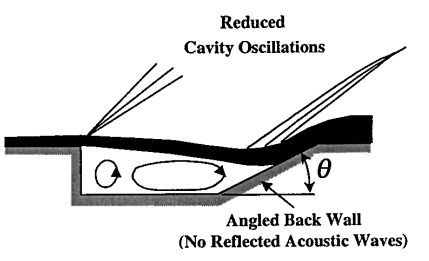 Reduced
Cavity Oscillations
θ
Angled Back Wall
(No Reflected Acoustic Waves)